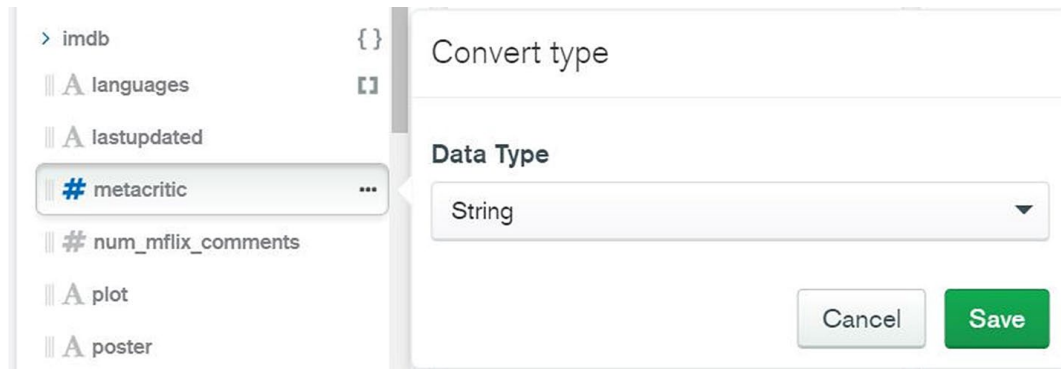 imdb { }
A languages [ ]
A lastupdated
# metacritic ...
# num_mflix_comments
A plot
A poster
Convert type
Data Type
String
Cancel Save